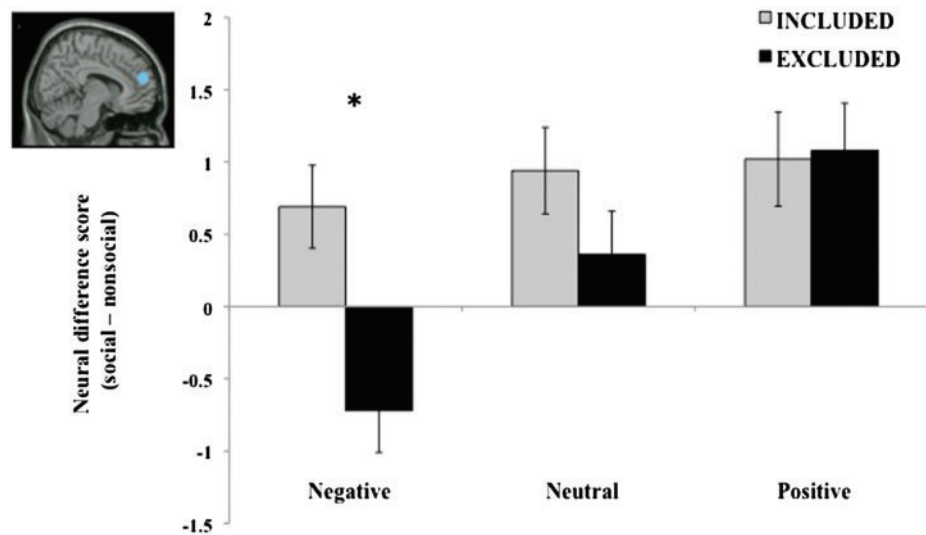 INCLUDED
EXCLUDED
*
Neural difference score
(social – nonsocial)
2
1.5
1
0.5
0
-0.5
-1
-1.5
Negative
Neutral
Positive